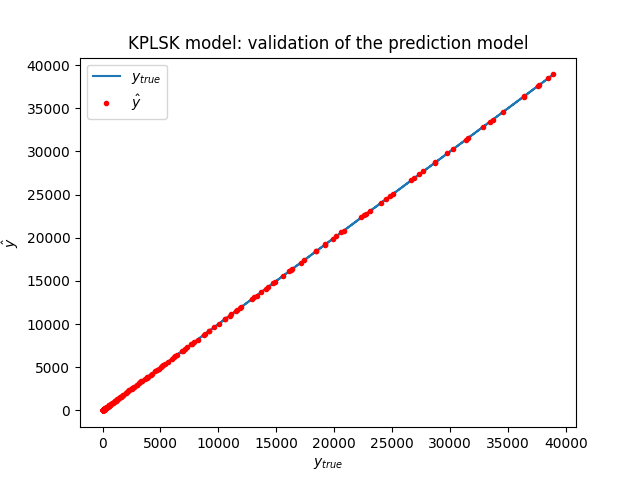 KPLSK model: validation of the prediction model
40000
35000
30000
25000
20000
15000
10000
5000
0
ŷ
y_true
ŷ
0 5000 10000 15000 20000 25000 30000 35000 40000
y_true